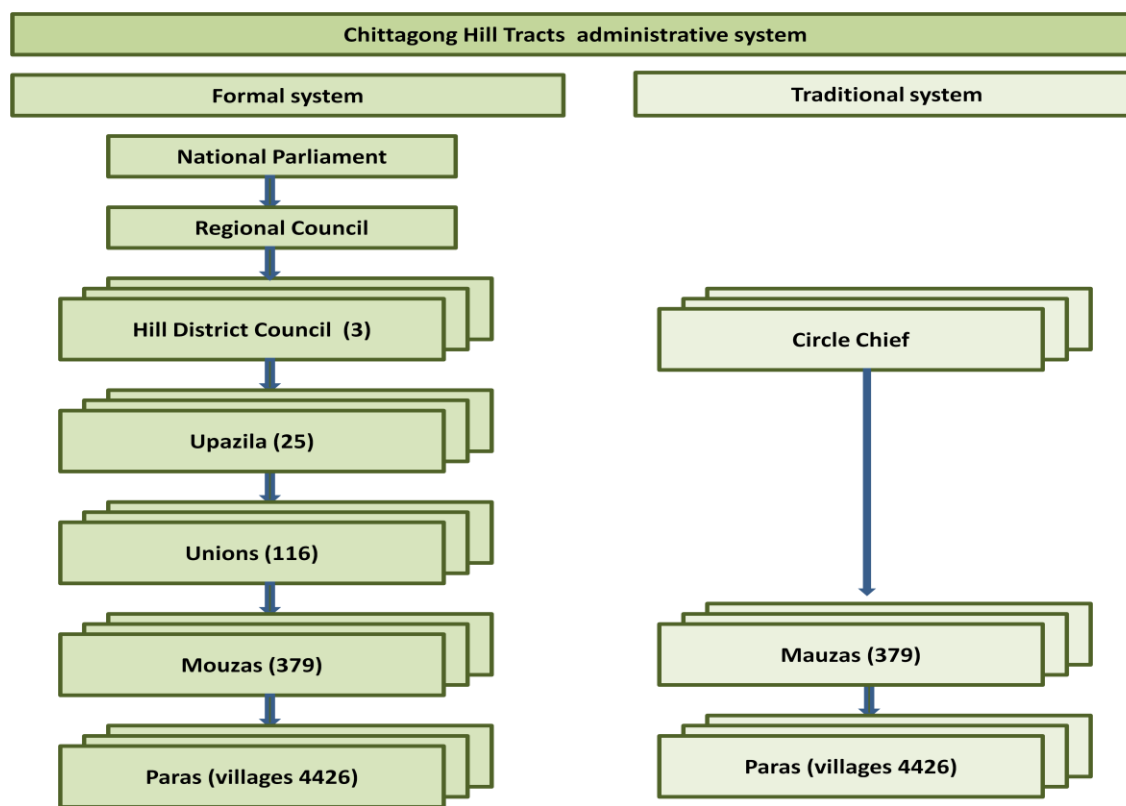 Chittagong Hill Tracts administrative system
Formal system
Traditional system
National Parliament
Regional Council
Hill District Council (3)
Circle Chief
Upazila (25)
Unions (116)
Mouzas (379)
Mauzas (379)
Paras (villages 4426)
Paras (villages 4426)